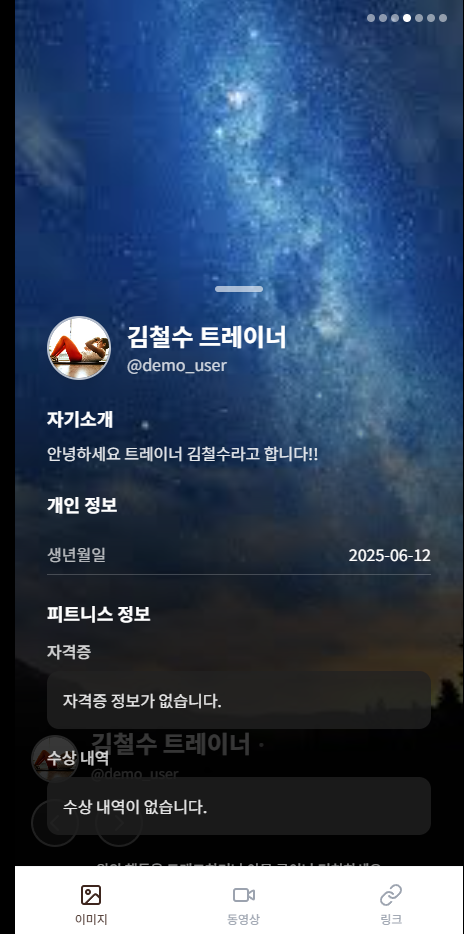 김철수 트레이너
@demo_user
자기소개
안녕하세요 트레이너 김철수라고 합니다!!
개인 정보
생년월일 2025-06-12
피트니스 정보
자격증
자격증 정보가 없습니다.
김철수 트레이너 ·
@demo_user
수상 내역
수상 내역이 없습니다.
이미지 동영상 링크